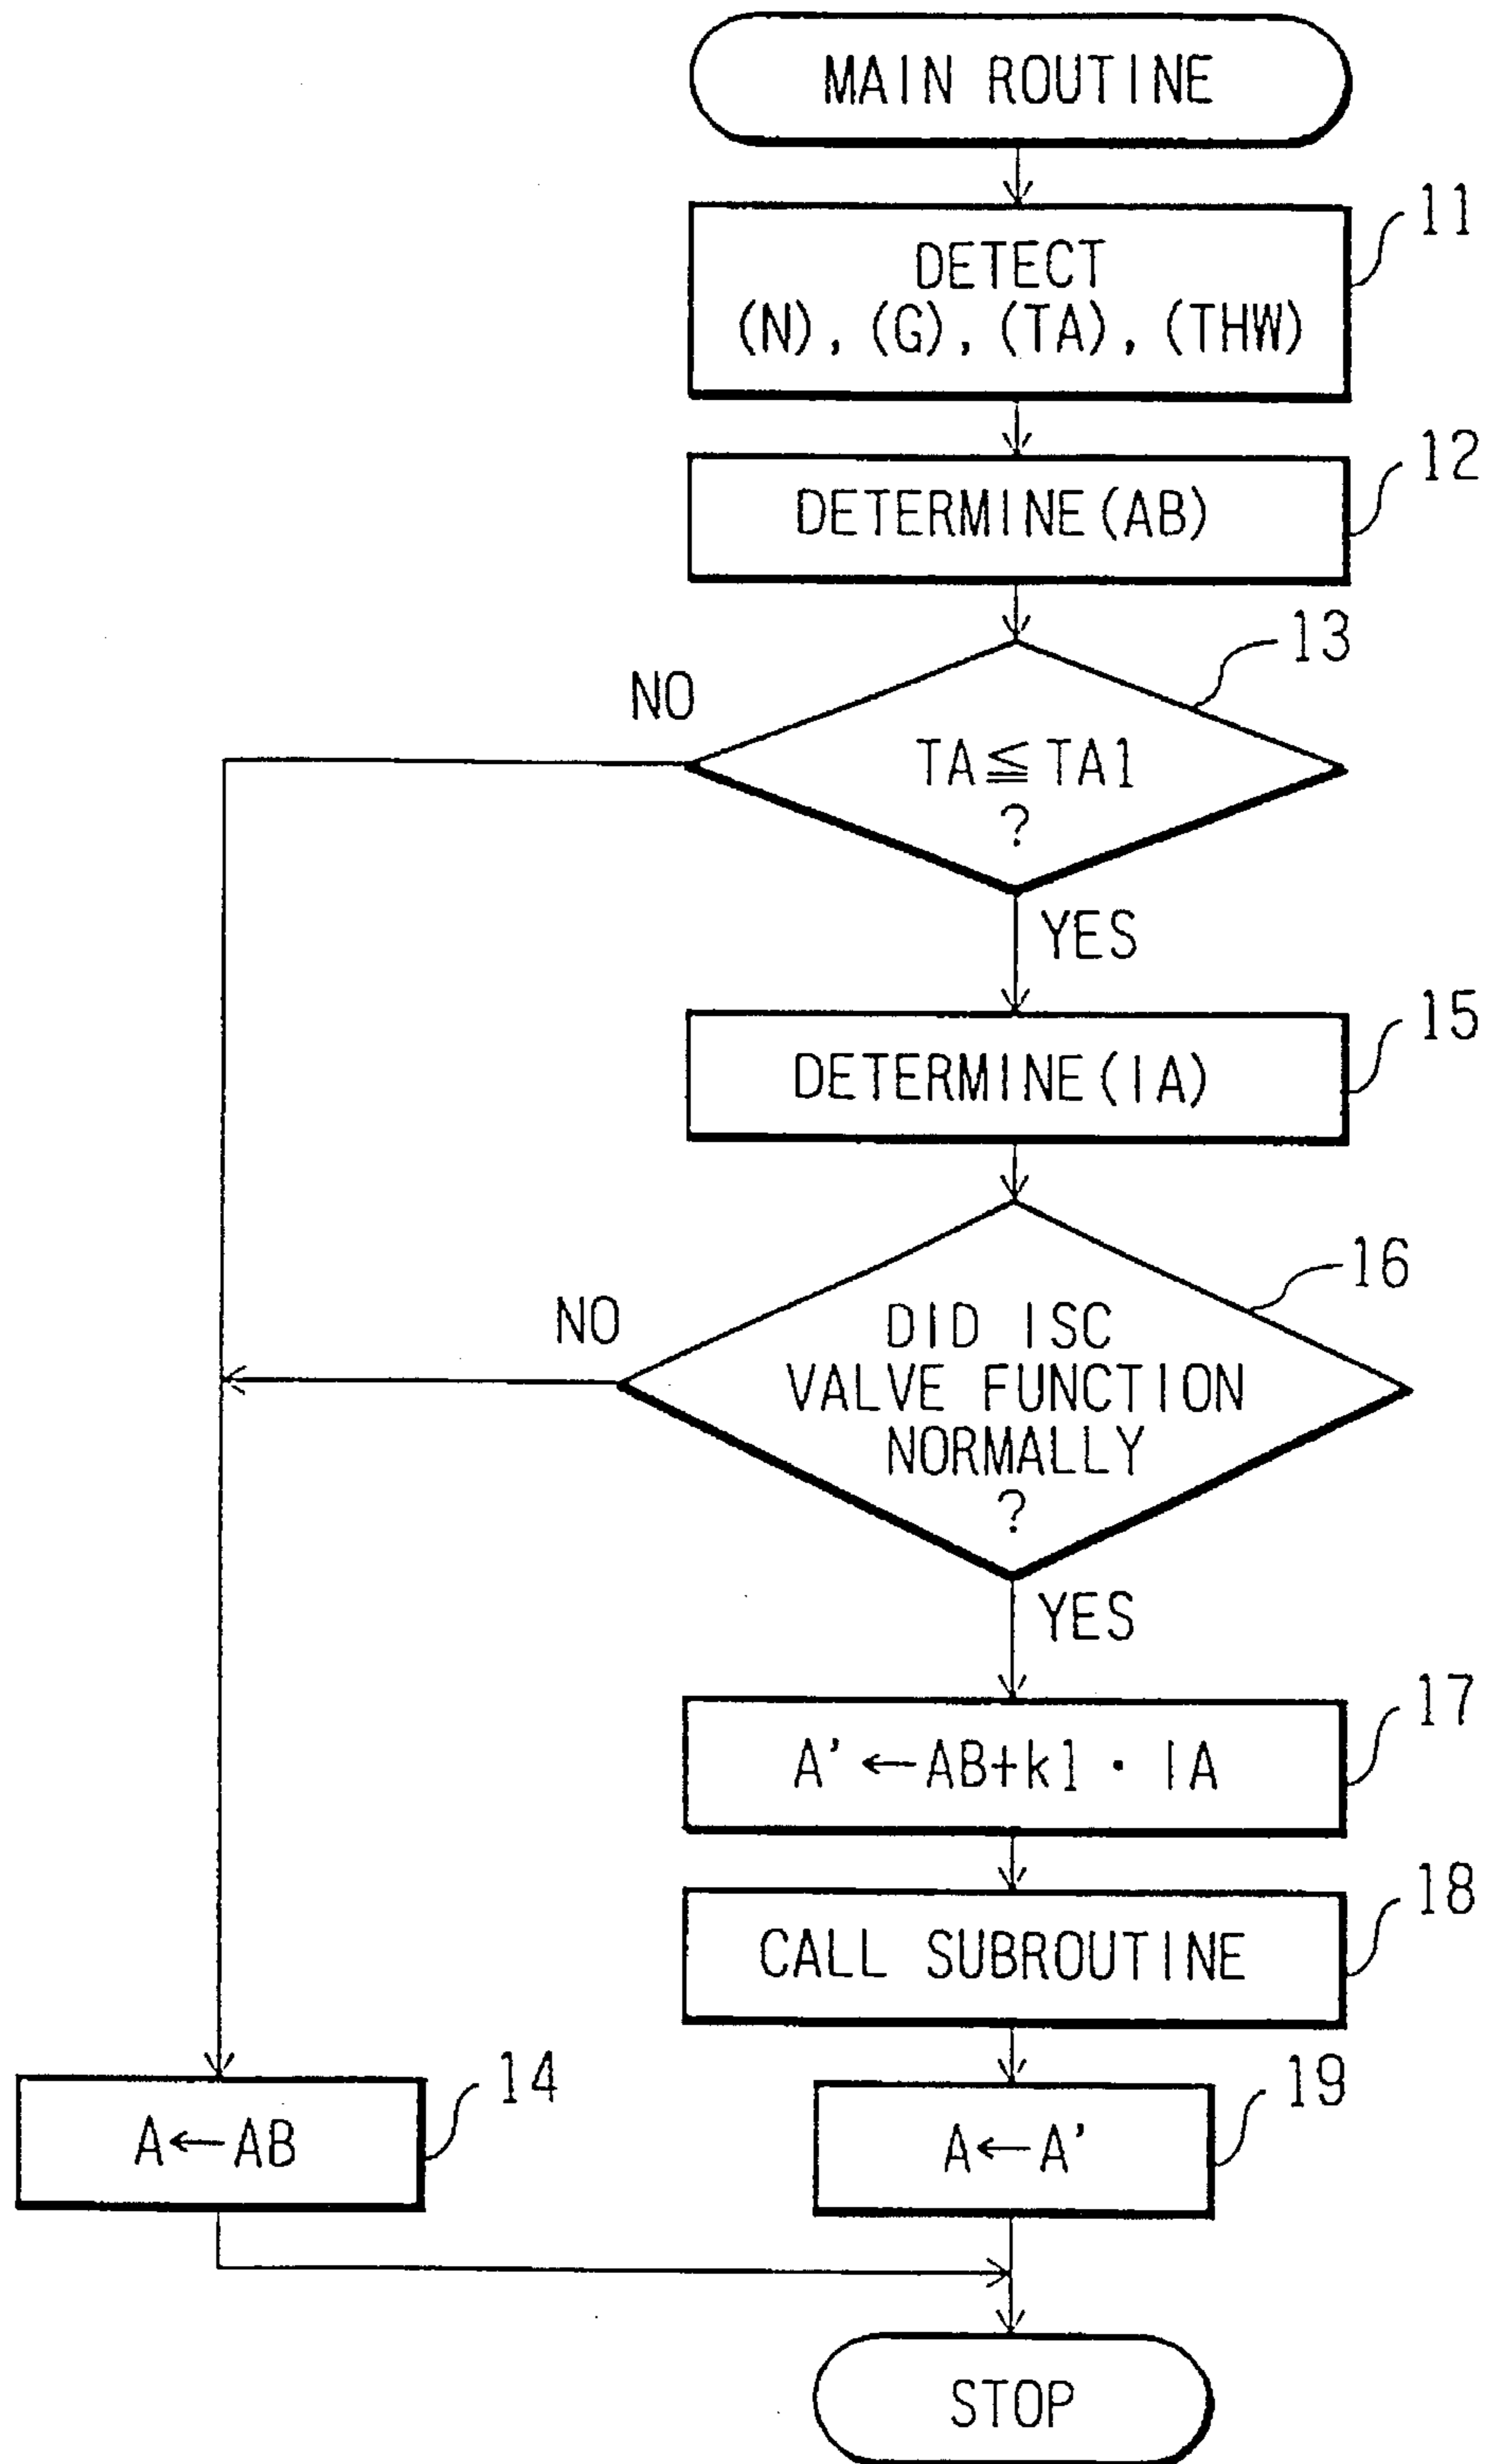 MAIN ROUTINE
11
DETECT
(N), (G), (TA), (THW)
12
DETERMINE(AB)
13
NO
TA≦TA1
?
YES
15
DETERMINE(IA)
16
NO
DID ISC
VALVE FUNCTION
NORMALLY
?
YES
17
A'←AB+k1・IA
18
CALL SUBROUTINE
14
A←AB
19
A←A'
STOP